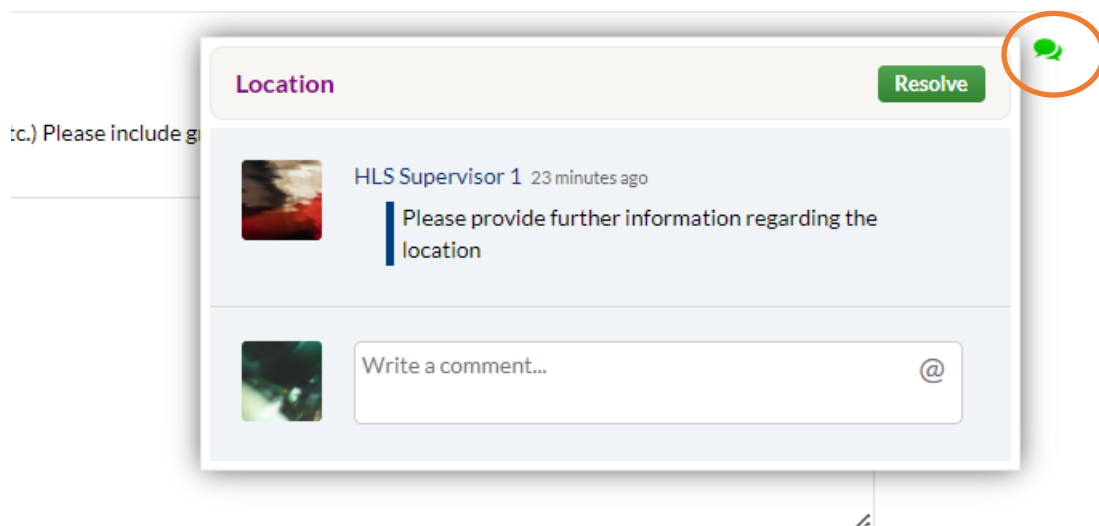 Location
Resolve
tc.) Please include g
HLS Supervisor 1 23 minutes ago
Please provide further information regarding the
location
Write a comment...
@